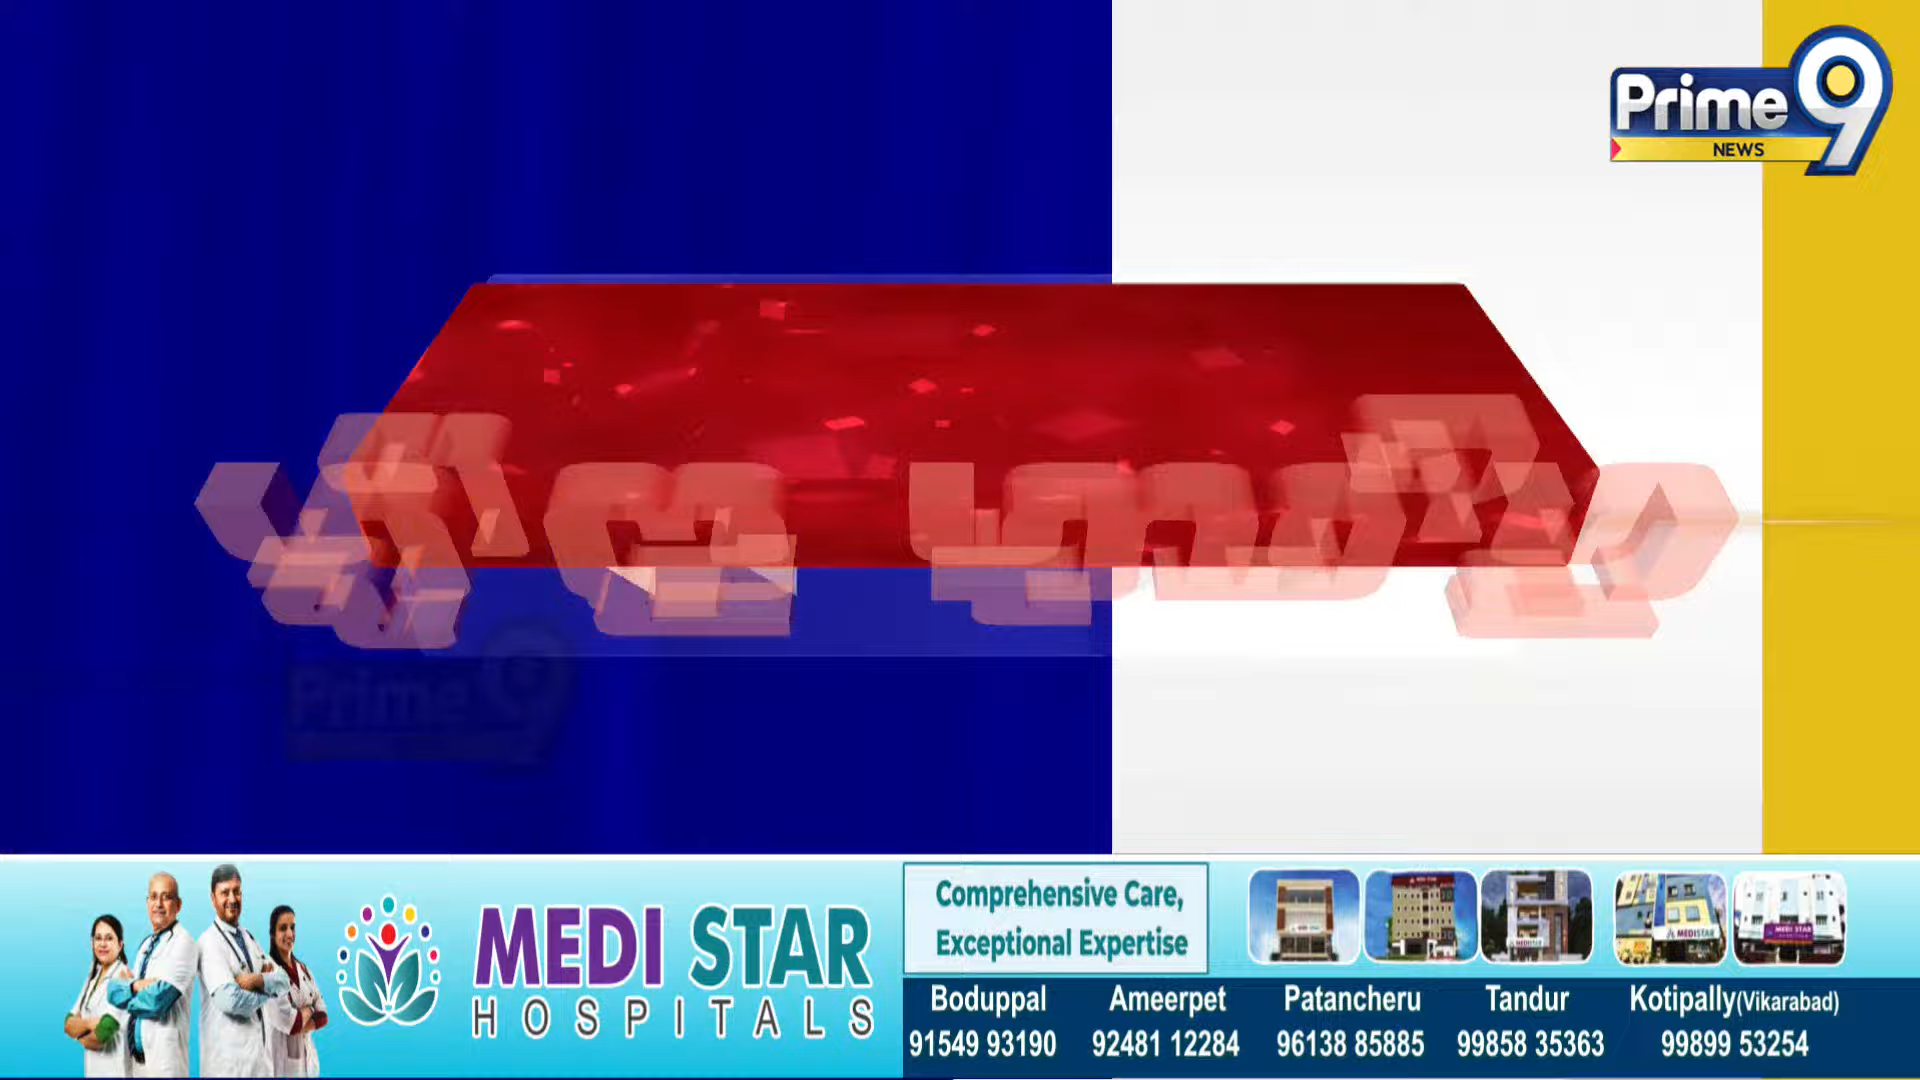 Prime9
NEWS
Prime9
MEDI STAR
HOSPITALS
Comprehensive Care,
Exceptional Expertise
Boduppal
91549 93190
Ameerpet
92481 12284
Patancheru
96138 85885
Tandur
99858 35363
Kotipally(Vikarabad)
99899 53254